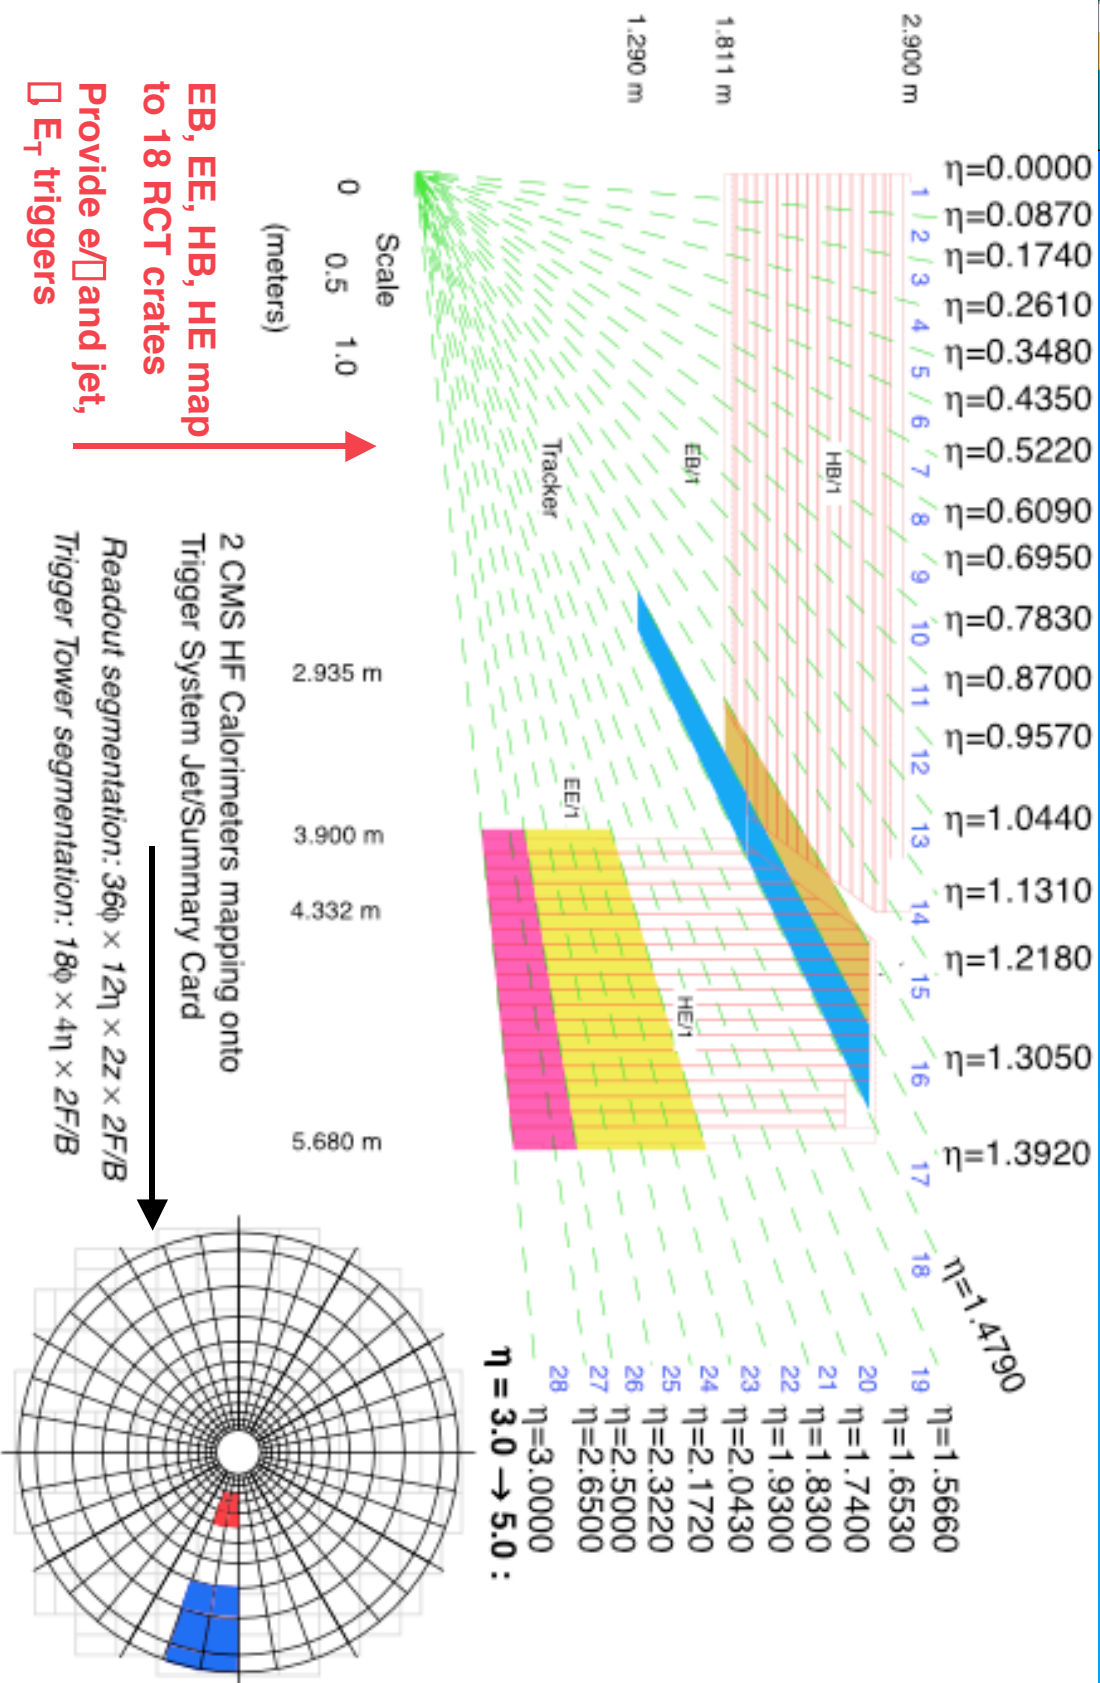 η=0.0000
η=0.0870
η=0.1740
η=0.2610
η=0.3480
η=0.4350
η=0.5220
η=0.6090
η=0.6950
η=0.7830
η=0.8700
η=0.9570
η=1.0440
η=1.1310
η=1.2180
η=1.3050
η=1.3920
η=1.4790
1
2
3
4
5
6
7
8
9
10
11
12
13
14
15
16
17
18
19
20
21
22
23
24
25
26
27
28
η=1.5660
η=1.6530
η=1.7400
η=1.8300
η=1.9300
η=2.0430
η=2.1720
η=2.3220
η=2.5000
η=2.6500
η=3.0000
η = 3.0 → 5.0 :
2.900 m
1.811 m
1.290 m
HB/1
EB/1
Tracker
EE/1
HE/1
Scale
0 0.5 1.0
(meters)
2.935 m
3.900 m
4.332 m
5.680 m
EB, EE, HB, HE map
to 18 RCT crates
Provide e/▯and jet,
▯, ET triggers
2 CMS HF Calorimeters mapping onto
Trigger System Jet/Summary Card
Readout segmentation: 36ϕ × 12η × 2z × 2F/B
Trigger Tower segmentation: 18ϕ × 4η × 2F/B